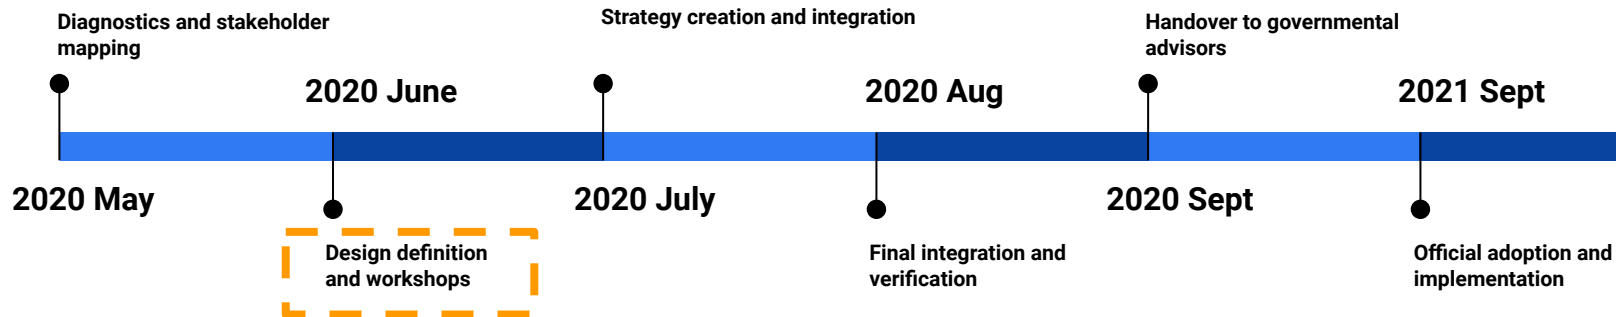 Diagnostics and stakeholder
mapping
Strategy creation and integration
Handover to governmental
advisors
2020 June
2020 Aug
2021 Sept
2020 May
2020 July
2020 Sept
Design definition
and workshops
Final integration and
verification
Official adoption and
implementation